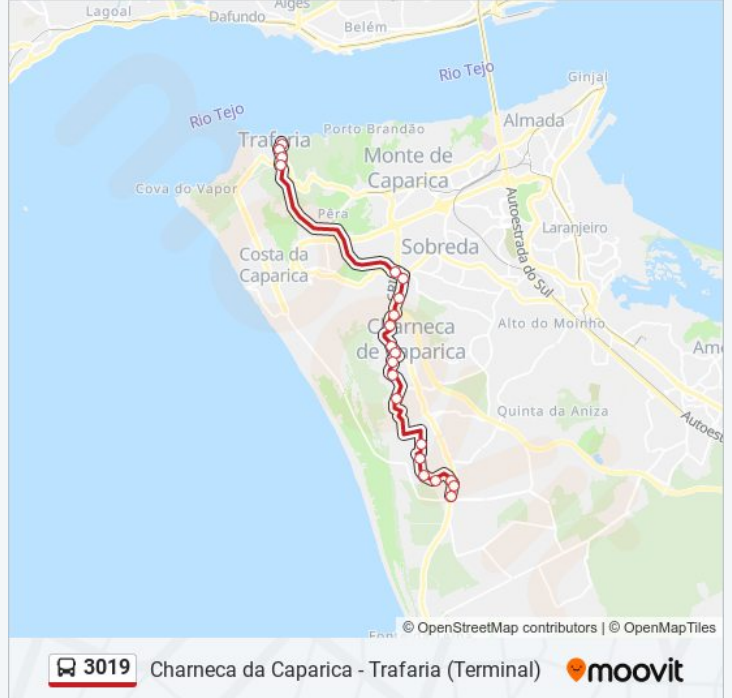 Lagoal
Algés
Dafundo
Belém
Rio Tejo
Ginjal
Rio Tejo
Almada
Porto Brandão
Trafaria
Monte de
Caparica
Cova do Vapor
Pêra
Autoestrada do Sul
Laranjeiro
Costa da
Caparica
Sobreda
Charneca
de Caparica
Alto do Moinho
Quinta da Aniza
© OpenStreetMap contributors | © OpenMapTiles
3019 Charneca da Caparica - Trafaria (Terminal) moovit